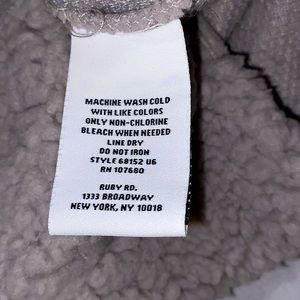 MACHINE WASH COLD
WITH LIKE COLORS
ONLY NON-CHLORINE
BLEACH WHEN NEEDED
LINE DRY
DO NOT IRON
STYLE 68152 U6
RN 107680
RUBY RD.
1333 BROADWAY
NEW YORK, NY 10018